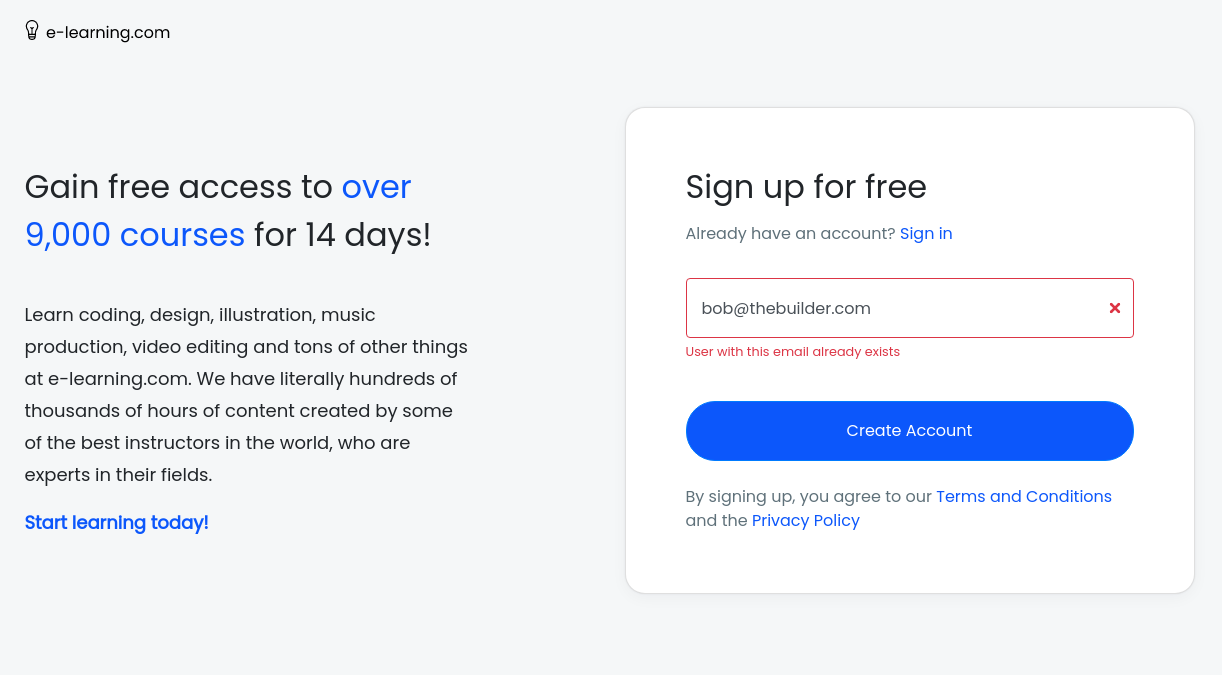 e-learning.com
Gain free access to over
9,000 courses for 14 days!
Learn coding, design, illustration, music
production, video editing and tons of other things
at e-learning.com. We have literally hundreds of
thousands of hours of content created by some
of the best instructors in the world, who are
experts in their fields.
Start learning today!
Sign up for free
Already have an account? Sign in
bob@thebuilder.com
User with this email already exists
Create Account
By signing up, you agree to our Terms and Conditions
and the Privacy Policy